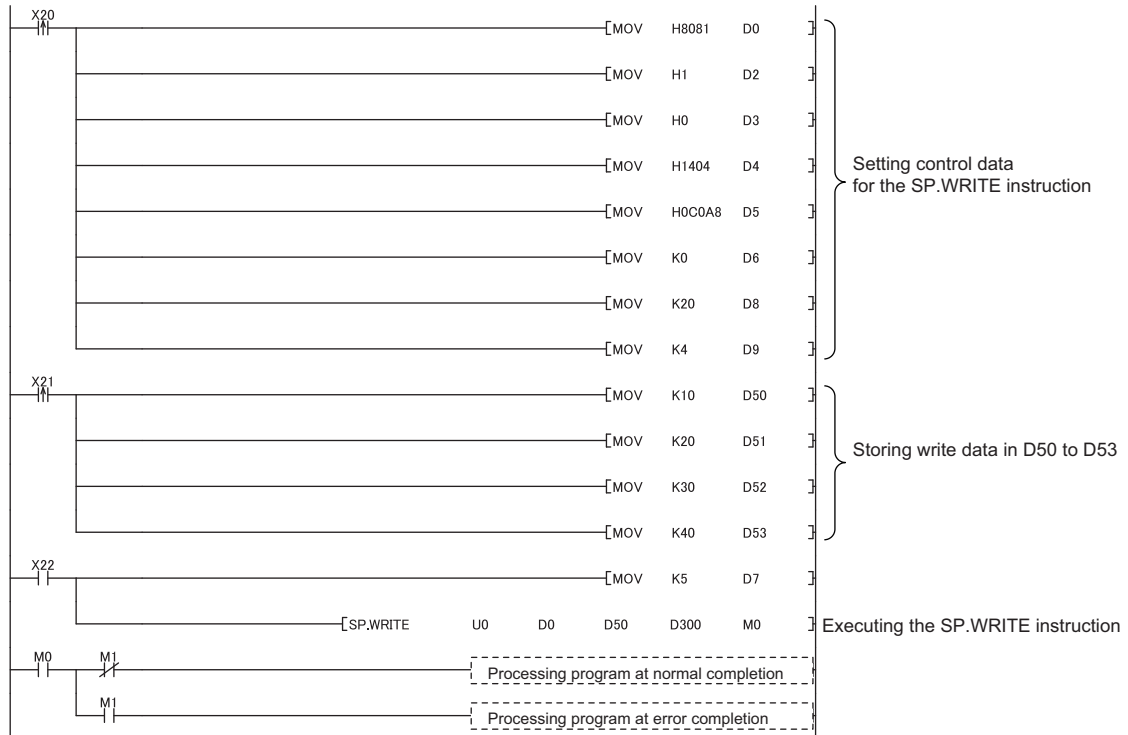 X20
[MOV H8081 D0 ]
[MOV H1 D2 ]
[MOV H0 D3 ]
[MOV H1404 D4 ]
[MOV H0C0A8 D5 ]
[MOV K0 D6 ]
[MOV K20 D8 ]
[MOV K4 D9 ]
Setting control data
for the SP.WRITE instruction
X21
[MOV K10 D50 ]
[MOV K20 D51 ]
[MOV K30 D52 ]
[MOV K40 D53 ]
Storing write data in D50 to D53
X22
[MOV K5 D7 ]
[SP.WRITE U0 D0 D50 D300 M0 ] Executing the SP.WRITE instruction
M0 M1
Processing program at normal completion
M1
Processing program at error completion